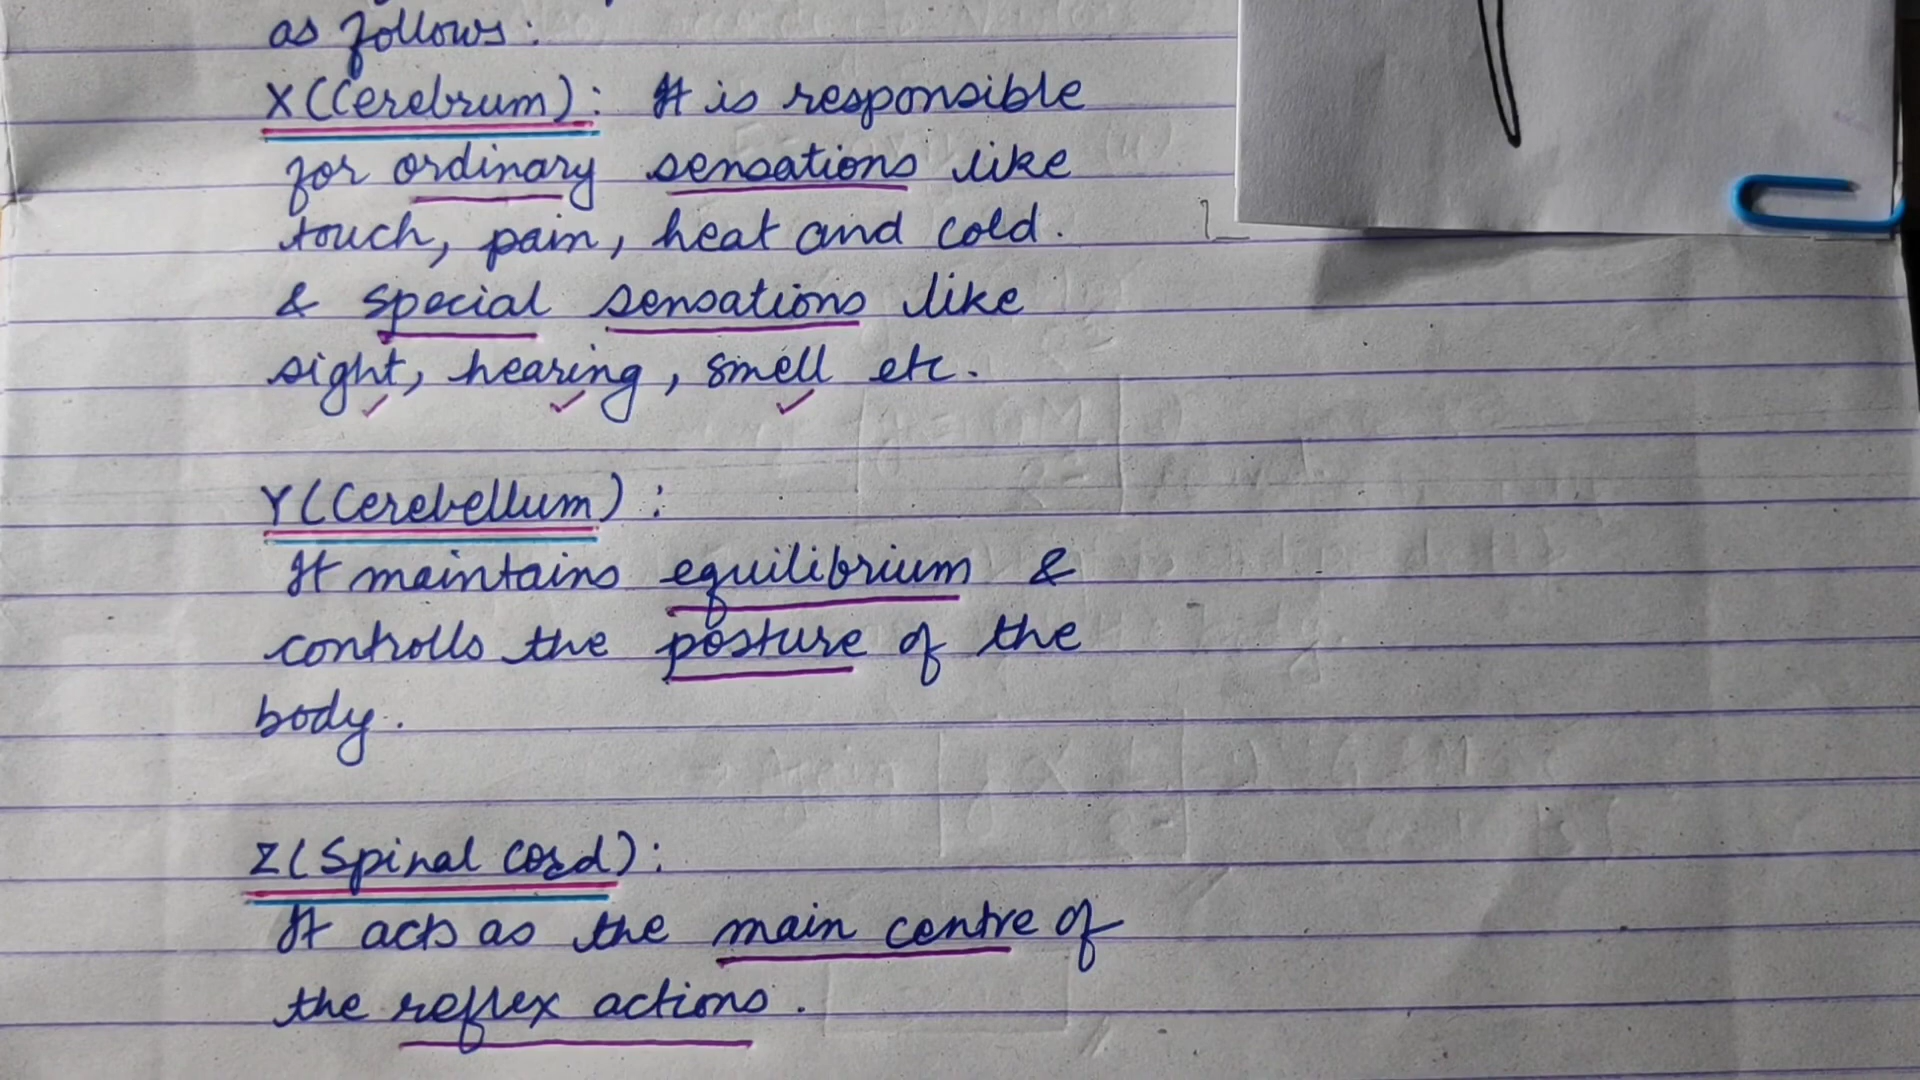 as follows:
X (Cerebrum): It is responsible
for ordinary sensations like
touch, pain, heat and cold.
& special sensations like
sight, hearing, smell etc.
Y (Cerebellum):
It maintains equilibrium &
controlls the posture of the
body.
Z (Spinal Cord):
It acts as the main centre of
the reflex actions.